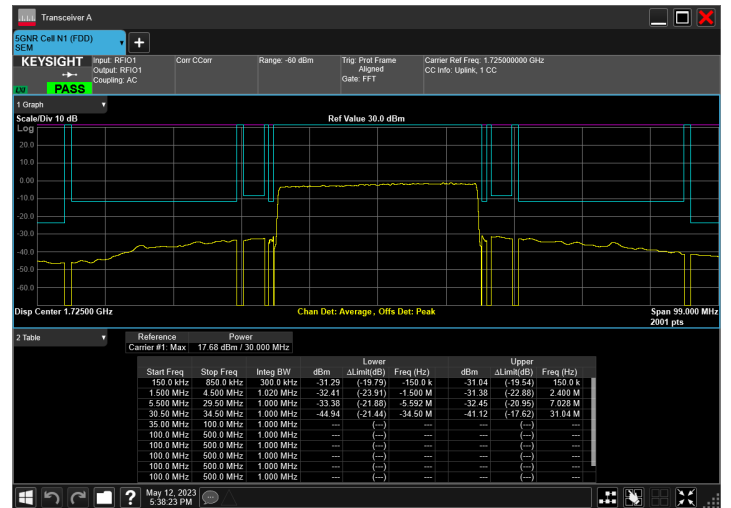 Transceiver A
5GNR Cell N1 (FDD)
SEM
KEYSIGHT
LXI
PASS
Input: RFIO1
Output: RFIO1
Coupling: AC
Corr CCorr
Range: -60 dBm
Trig: Prot Frame
Aligned
Gate: FFT
Carrier Ref Freq: 1.725000000 GHz
CC Info: Uplink, 1 CC
1 Graph
Scale/Div 10 dB
Ref Value 30.0 dBm
Log
20.0
10.0
0.00
-10.0
-20.0
-30.0
-40.0
-50.0
-60.0
Disp Center 1.72500 GHz
Chan Det: Average , Offs Det: Peak
Span 99.000 MHz
2001 pts
2 Table
Reference Power
Carrier #1: Max 17.68 dBm / 30.000 MHz
Lower Upper
Start Freq Stop Freq Integ BW dBm ΔLimit(dB) Freq (Hz) dBm ΔLimit(dB) Freq (Hz)
150.0 kHz 850.0 kHz 300.0 kHz -31.29 (-19.79) -150.0 k -31.04 (-19.54) 150.0 k
1.500 MHz 4.500 MHz 1.020 MHz -32.41 (-23.91) -1.500 M -31.38 (-22.88) 2.400 M
5.500 MHz 29.50 MHz 1.000 MHz -33.38 (-21.88) -5.592 M -32.45 (-20.95) 7.028 M
30.50 MHz 34.50 MHz 1.000 MHz -44.94 (-21.44) -34.50 M -41.12 (-17.62) 31.04 M
35.00 MHz 100.0 MHz 1.000 MHz --- (---) --- --- (---) ---
100.0 MHz 500.0 MHz 1.000 MHz --- (---) --- --- (---) ---
100.0 MHz 500.0 MHz 1.000 MHz --- (---) --- --- (---) ---
100.0 MHz 500.0 MHz 1.000 MHz --- (---) --- --- (---) ---
100.0 MHz 500.0 MHz 1.000 MHz --- (---) --- --- (---) ---
100.0 MHz 500.0 MHz 1.000 MHz --- (---) --- --- (---) ---
?
May 12, 2023
5:38:23 PM